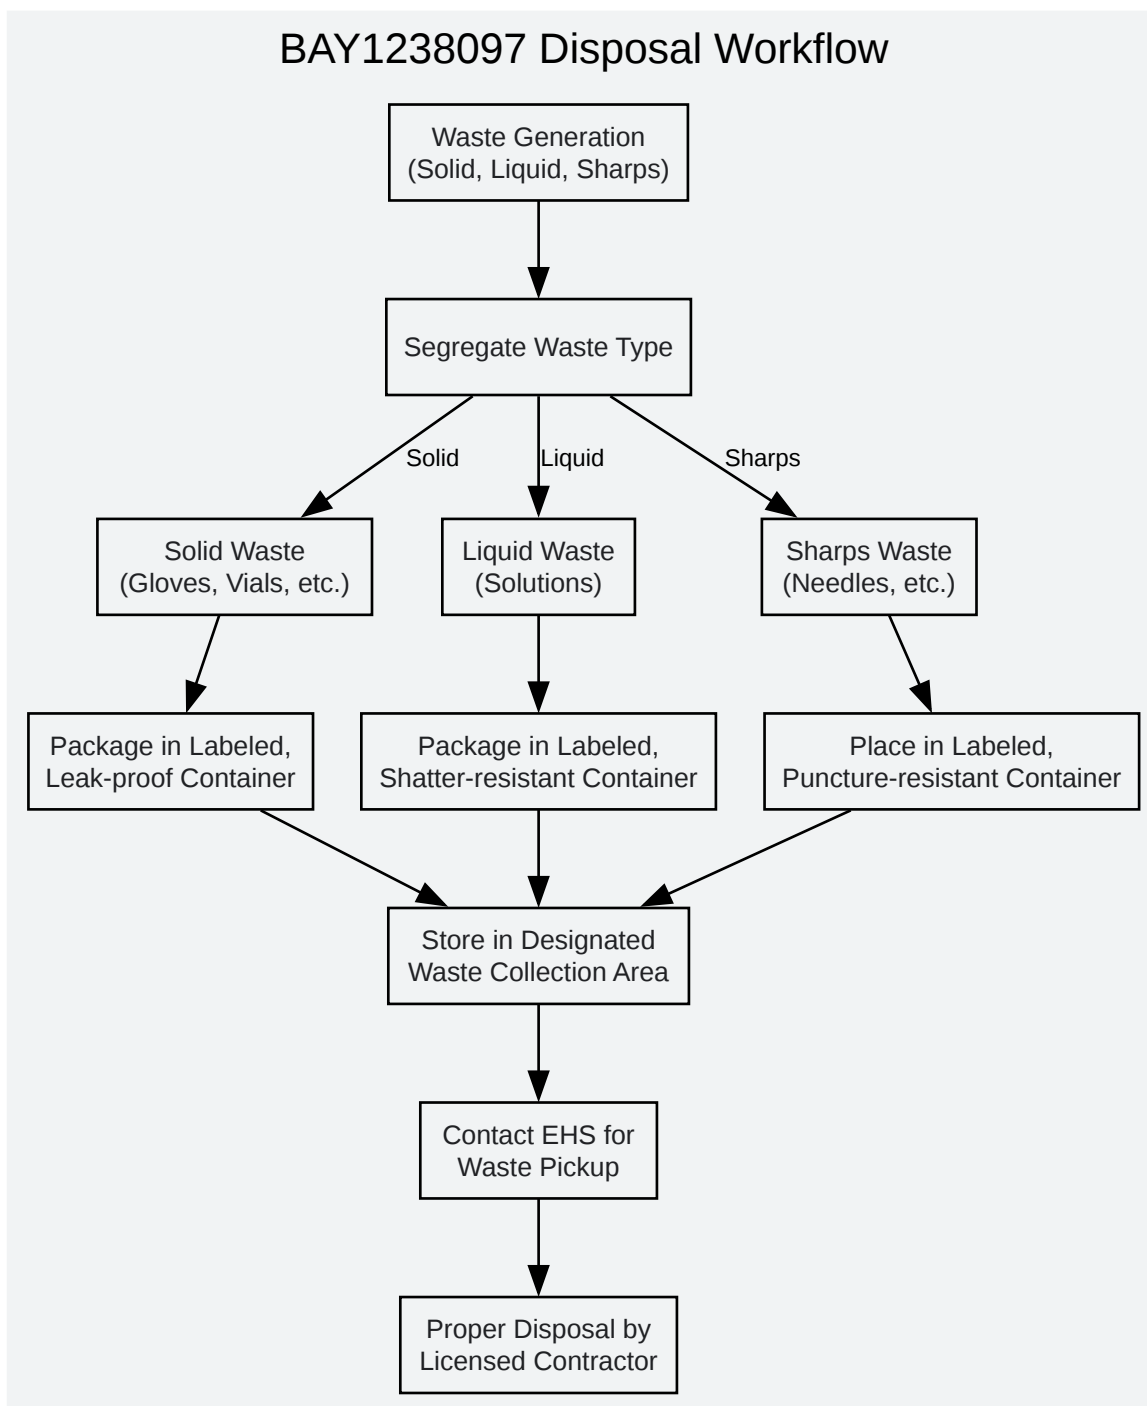 BAY1238097 Disposal Workflow
Waste Generation
(Solid, Liquid, Sharps)
Segregate Waste Type
Solid
Liquid
Sharps
Solid Waste
(Gloves, Vials, etc.)
Liquid Waste
(Solutions)
Sharps Waste
(Needles, etc.)
Package in Labeled,
Leak-proof Container
Package in Labeled,
Shatter-resistant Container
Place in Labeled,
Puncture-resistant Container
Store in Designated
Waste Collection Area
Contact EHS for
Waste Pickup
Proper Disposal by
Licensed Contractor